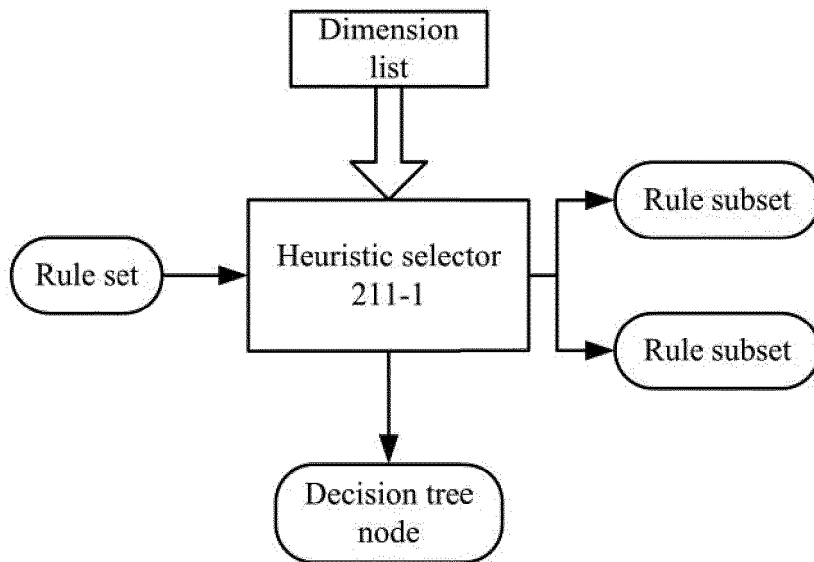 Dimension
list
Rule set
Heuristic selector
211-1
Rule subset
Rule subset
Decision tree
node